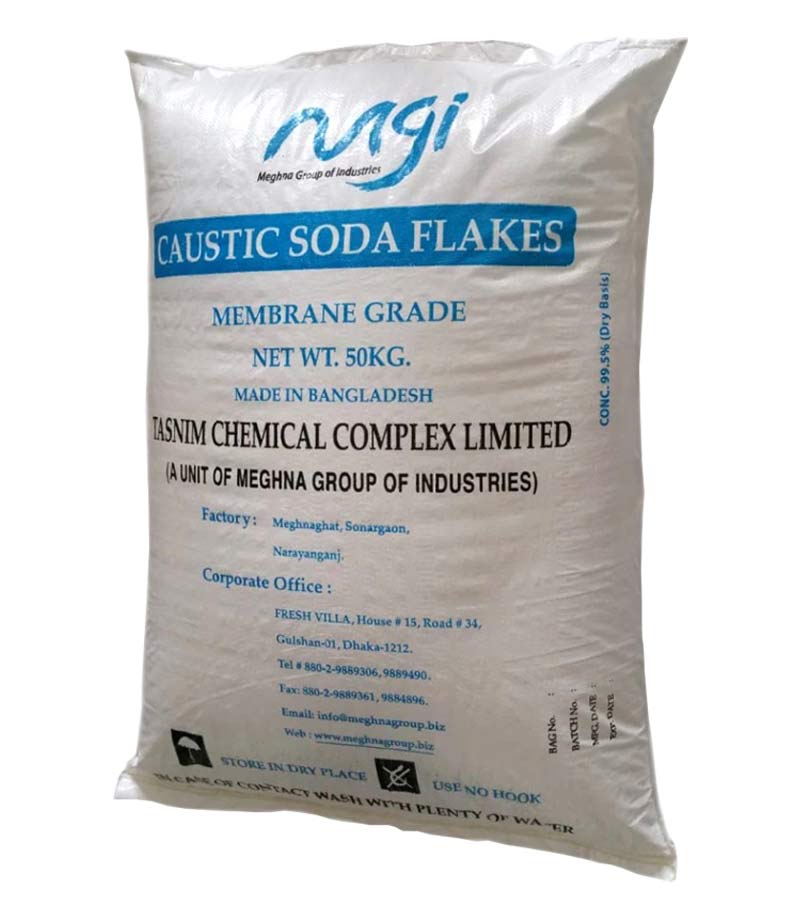 mgi
Meghna Group of Industries
CAUSTIC SODA FLAKES
MEMBRANE GRADE
NET WT. 50KG.
MADE IN BANGLADESH
CONC. 99.5% (Dry Basis)
TASNIM CHEMICAL COMPLEX LIMITED
(A UNIT OF MEGHNA GROUP OF INDUSTRIES)
Factory: Meghnaghat, Sonargaon,
Narayanganj.
Corporate Office :
FRESH VILLA, House # 15, Road # 34,
Gulshan-01, Dhaka-1212.
Tel # 880-2-9889306, 9889490.
Fax: 880-2-9889361, 9884896.
Email: info@meghnagroup.biz
Web : www.meghnagroup.biz
BAG No. :
BATCH No. :
MFG. DATE :
EXP. DATE :
STORE IN DRY PLACE
USE NO HOOK
IN CASE OF CONTACT WASH WITH PLENTY OF WATER